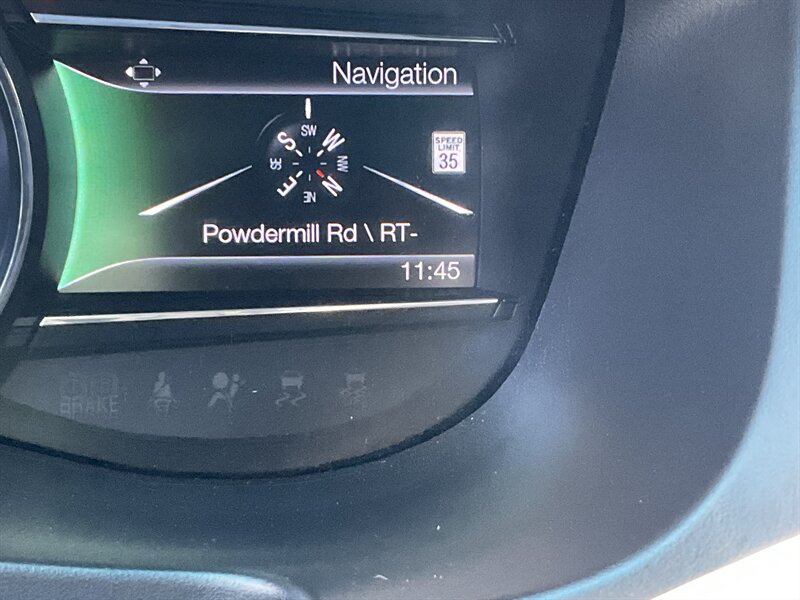 Navigation
SW
S W
SE NW
E N
NE
SPEED
LIMIT
35
Powdermill Rd \ RT-
11:45
BRAKE